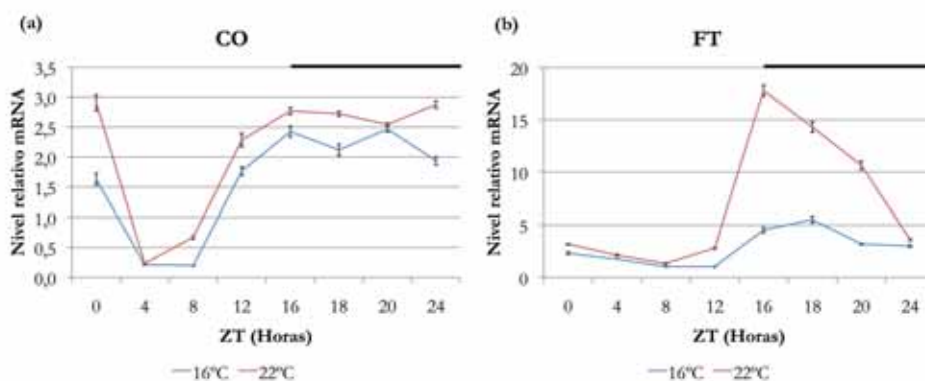 (a)
CO
Nivel relativo mRNA
3,5
3,0
2,5
2,0
1,5
1,0
0,5
0,0
0 4 8 12 16 18 20 24
ZT (Horas)
16ºC 22ºC
(b)
FT
Nivel relativo mRNA
20
15
10
5
0
0 4 8 12 16 18 20 24
ZT (Horas)
16ºC 22ºC